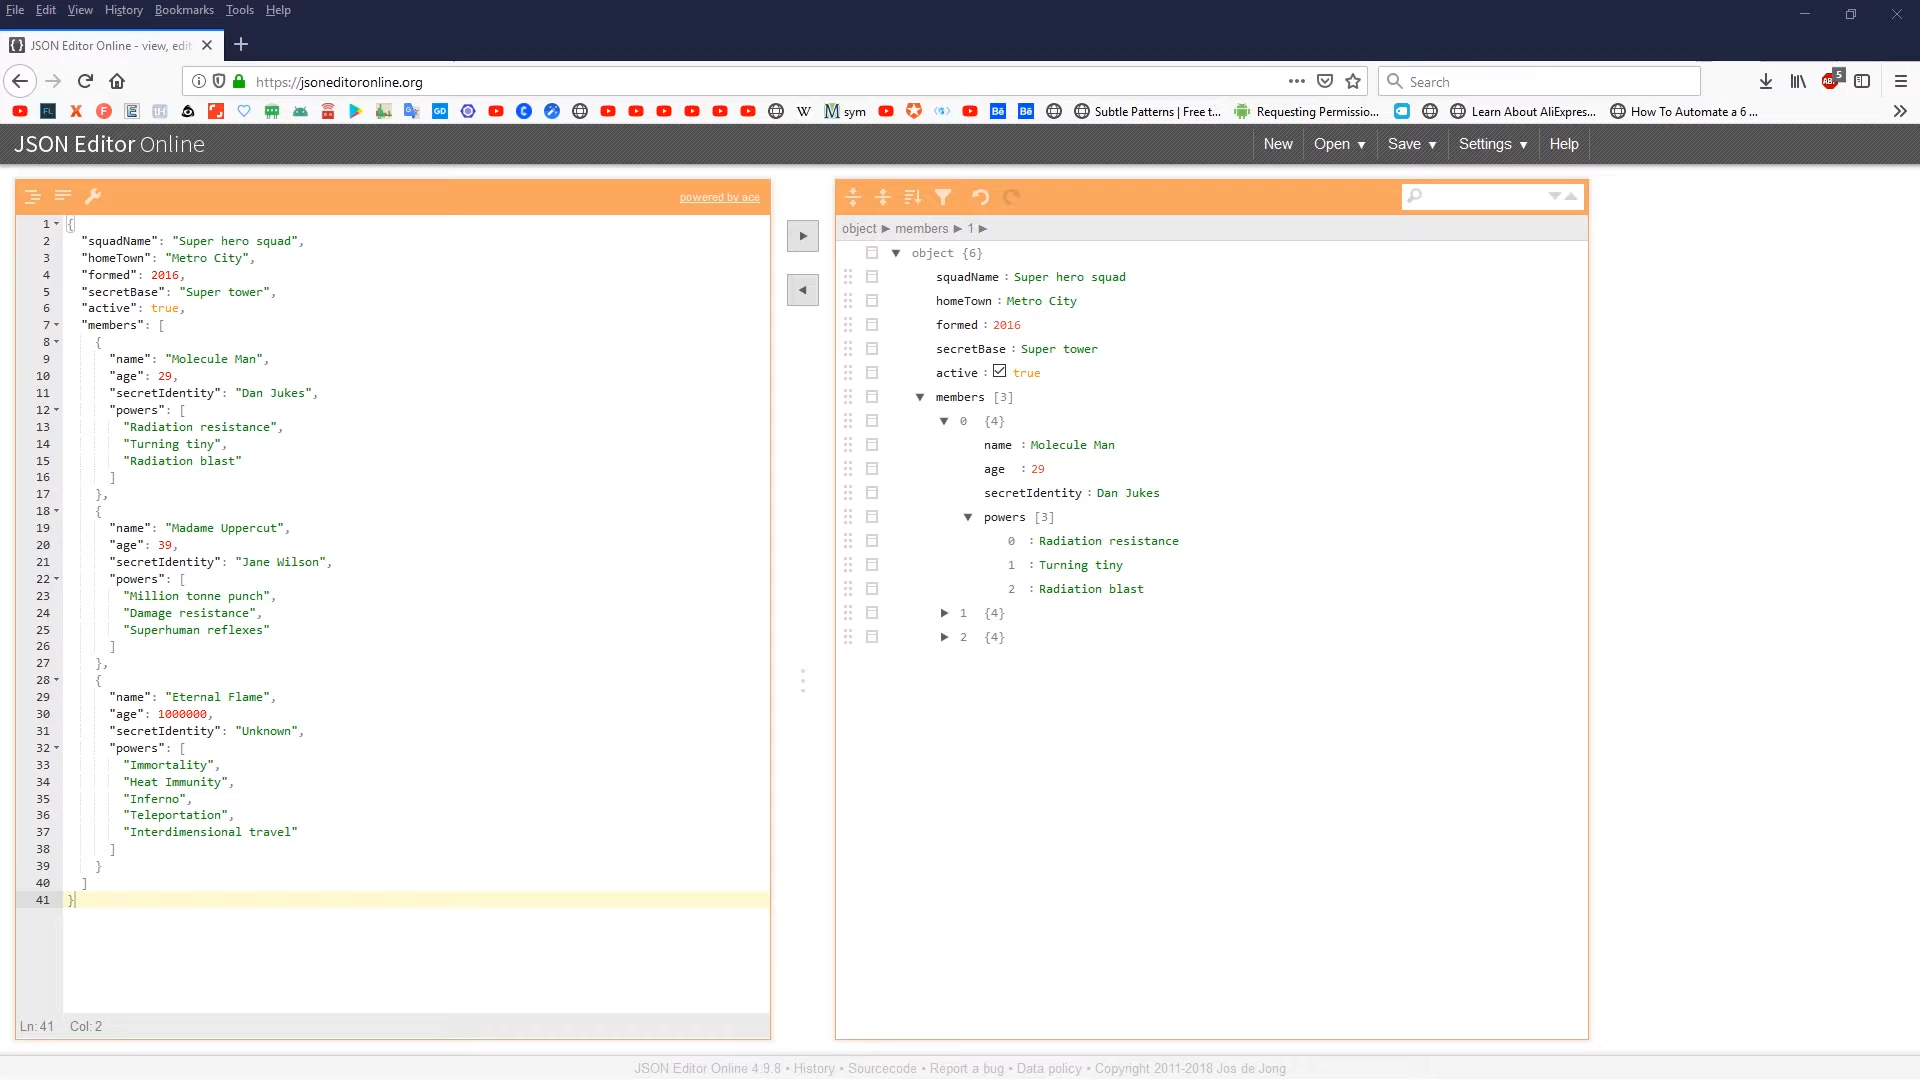 File Edit View History Bookmarks Tools Help
JSON Editor Online - view, edit
https://jsoneditoronline.org
Search
5
sym
Subtle Patterns | Free t...
Requesting Permissio...
Learn About AliExpres...
How To Automate a 6 ...
JSON Editor Online
New Open ▼ Save ▼ Settings ▼ Help
powered by ace
1 {
2 "squadName": "Super hero squad",
3 "homeTown": "Metro City",
4 "formed": 2016,
5 "secretBase": "Super tower",
6 "active": true,
7 "members": [
8 {
9 "name": "Molecule Man",
10 "age": 29,
11 "secretIdentity": "Dan Jukes",
12 "powers": [
13 "Radiation resistance",
14 "Turning tiny",
15 "Radiation blast"
16 ]
17 },
18 {
19 "name": "Madame Uppercut",
20 "age": 39,
21 "secretIdentity": "Jane Wilson",
22 "powers": [
23 "Million tonne punch",
24 "Damage resistance",
25 "Superhuman reflexes"
26 ]
27 },
28 {
29 "name": "Eternal Flame",
30 "age": 1000000,
31 "secretIdentity": "Unknown",
32 "powers": [
33 "Immortality",
34 "Heat Immunity",
35 "Inferno",
36 "Teleportation",
37 "Interdimensional travel"
38 ]
39 }
40 ]
41 }
Ln: 41 Col: 2
object ► members ► 1 ►
object {6}
squadName : Super hero squad
homeTown : Metro City
formed : 2016
secretBase : Super tower
active : true
members [3]
0 {4}
name : Molecule Man
age : 29
secretIdentity : Dan Jukes
powers [3]
0 : Radiation resistance
1 : Turning tiny
2 : Radiation blast
1 {4}
2 {4}
JSON Editor Online 4.9.8 • History • Sourcecode • Report a bug • Data policy • Copyright 2011-2018 Jos de Jong